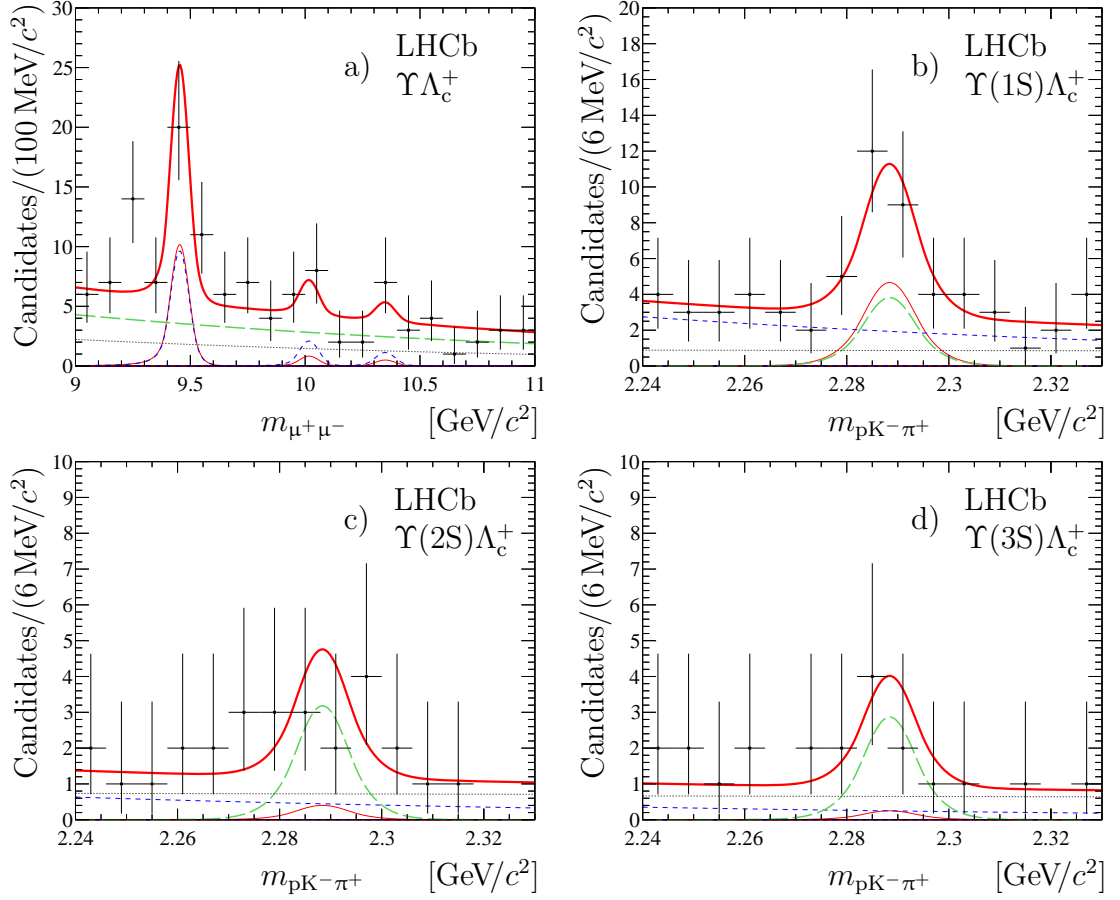 Candidates/(100 MeV/c²)
30
25
20
15
10
5
0
a)
LHCb
ΥΛc⁺
9 9.5 10 10.5 11
mμ⁺μ⁻ [GeV/c²]
Candidates/(6 MeV/c²)
20
18
16
14
12
10
8
6
4
2
0
b)
LHCb
Υ(1S)Λc⁺
2.24 2.26 2.28 2.3 2.32
mpK⁻π⁺ [GeV/c²]
Candidates/(6 MeV/c²)
10
9
8
7
6
5
4
3
2
1
0
c)
LHCb
Υ(2S)Λc⁺
2.24 2.26 2.28 2.3 2.32
mpK⁻π⁺ [GeV/c²]
Candidates/(6 MeV/c²)
10
9
8
7
6
5
4
3
2
1
0
d)
LHCb
Υ(3S)Λc⁺
2.24 2.26 2.28 2.3 2.32
mpK⁻π⁺ [GeV/c²]